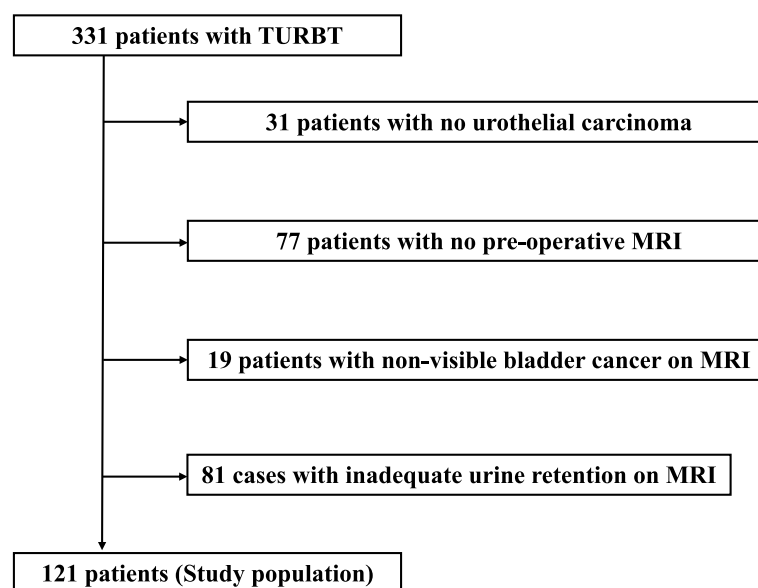 331 patients with TURBT
31 patients with no urothelial carcinoma
77 patients with no pre-operative MRI
19 patients with non-visible bladder cancer on MRI
81 cases with inadequate urine retention on MRI
121 patients (Study population)